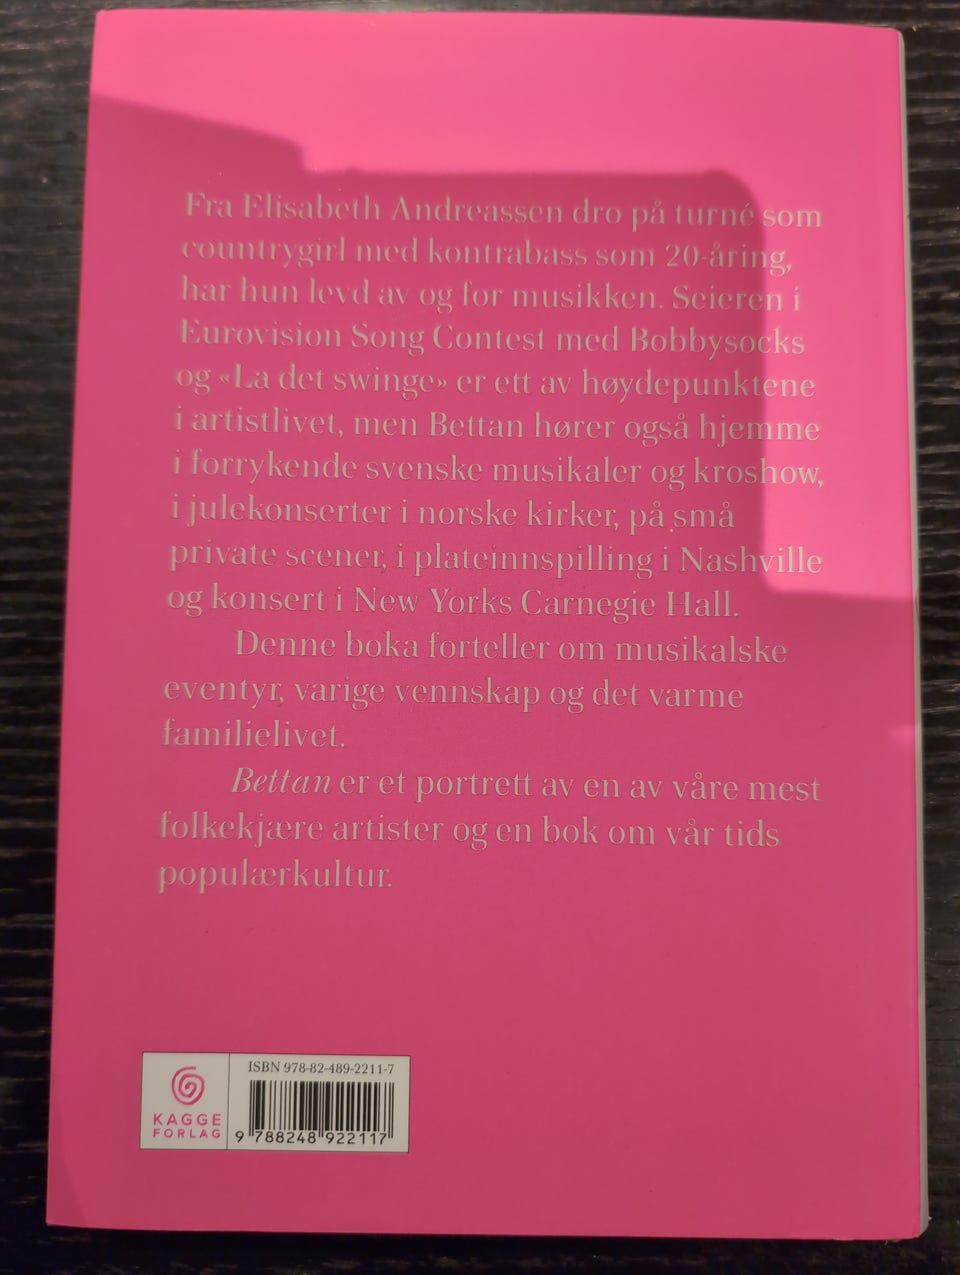 Fra Elisabeth Andreassen dro på turné som
countrygirl med kontrabass som 20-åring,
har hun levd av og for musikken. Seieren i
Eurovision Song Contest med Bobbysocks
og «La det swinge» er ett av høydepunktene
i artistlivet, men Bettan hører også hjemme
i forrykende svenske musikaler og kroshow,
i julekonserter i norske kirker, på små
private scener, i plateinnspilling i Nashville
og konsert i New Yorks Carnegie Hall.
Denne boka forteller om musikalske
eventyr, varige vennskap og det varme
familielivet.
Bettan er et portrett av en av våre mest
folkekjære artister og en bok om vår tids
populærkultur.
ISBN 978-82-489-2211-7
KAGGE
FORLAG
9 788248 922117